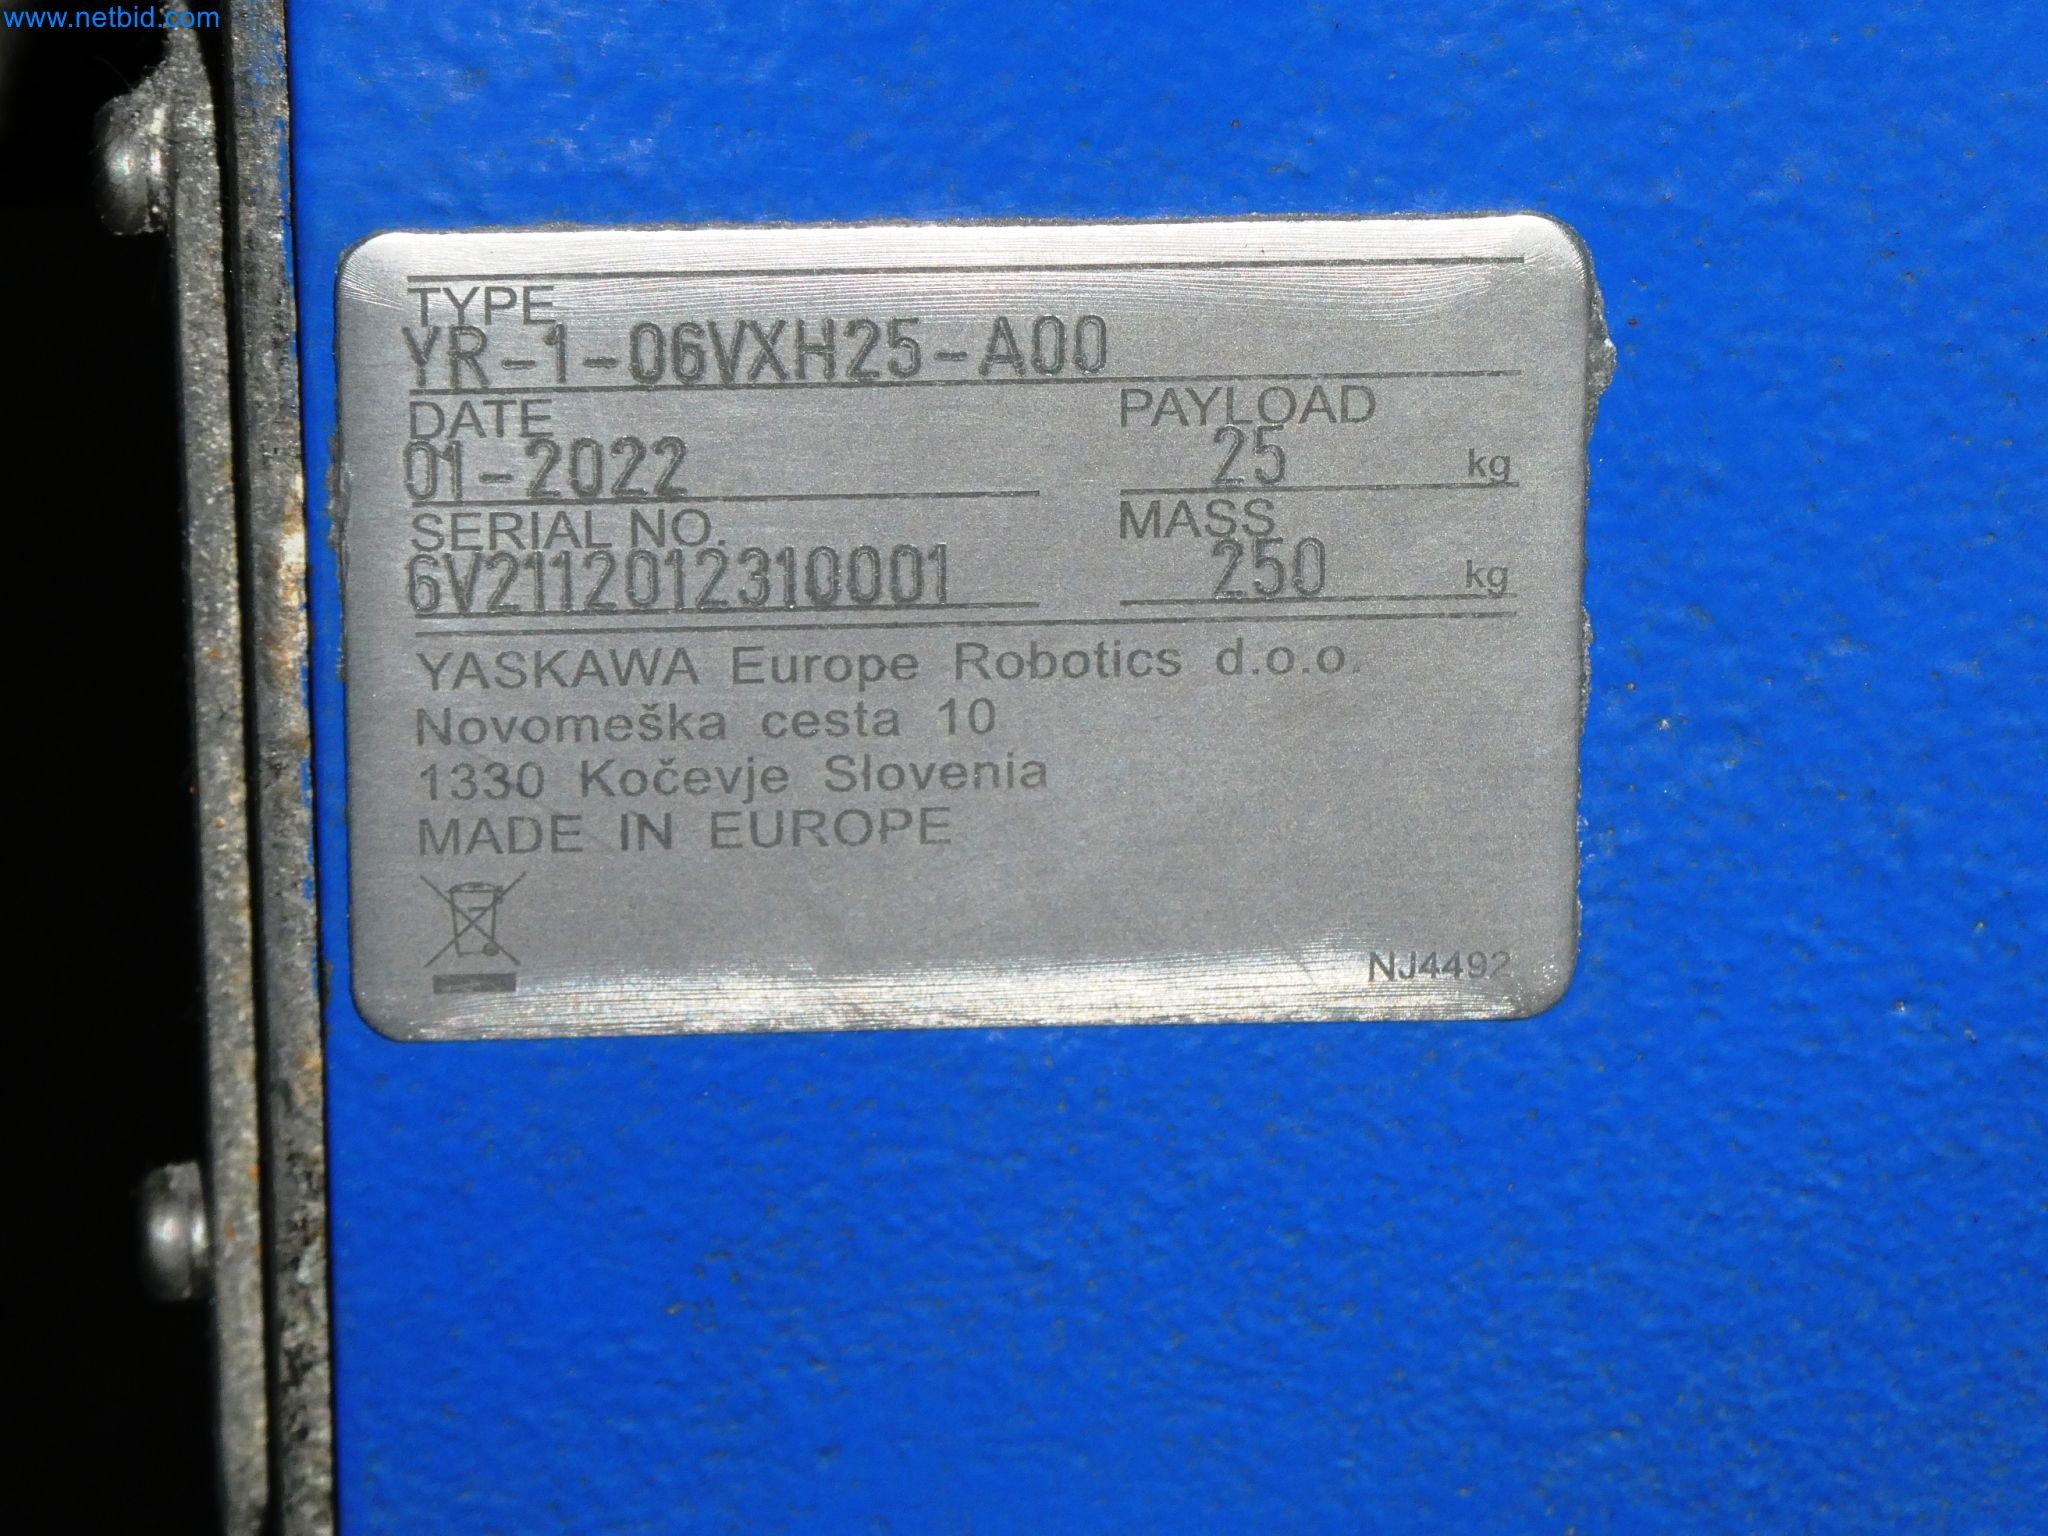 www.netbid.com
TYPE
YR-1-06VXH25-A00
DATE
01-2022
PAYLOAD
25 kg
SERIAL NO.
6V2112012310001
MASS
250 kg
YASKAWA Europe Robotics d.o.o.
Novomeška cesta 10
1330 Kočevje Slovenia
MADE IN EUROPE
NJ4492